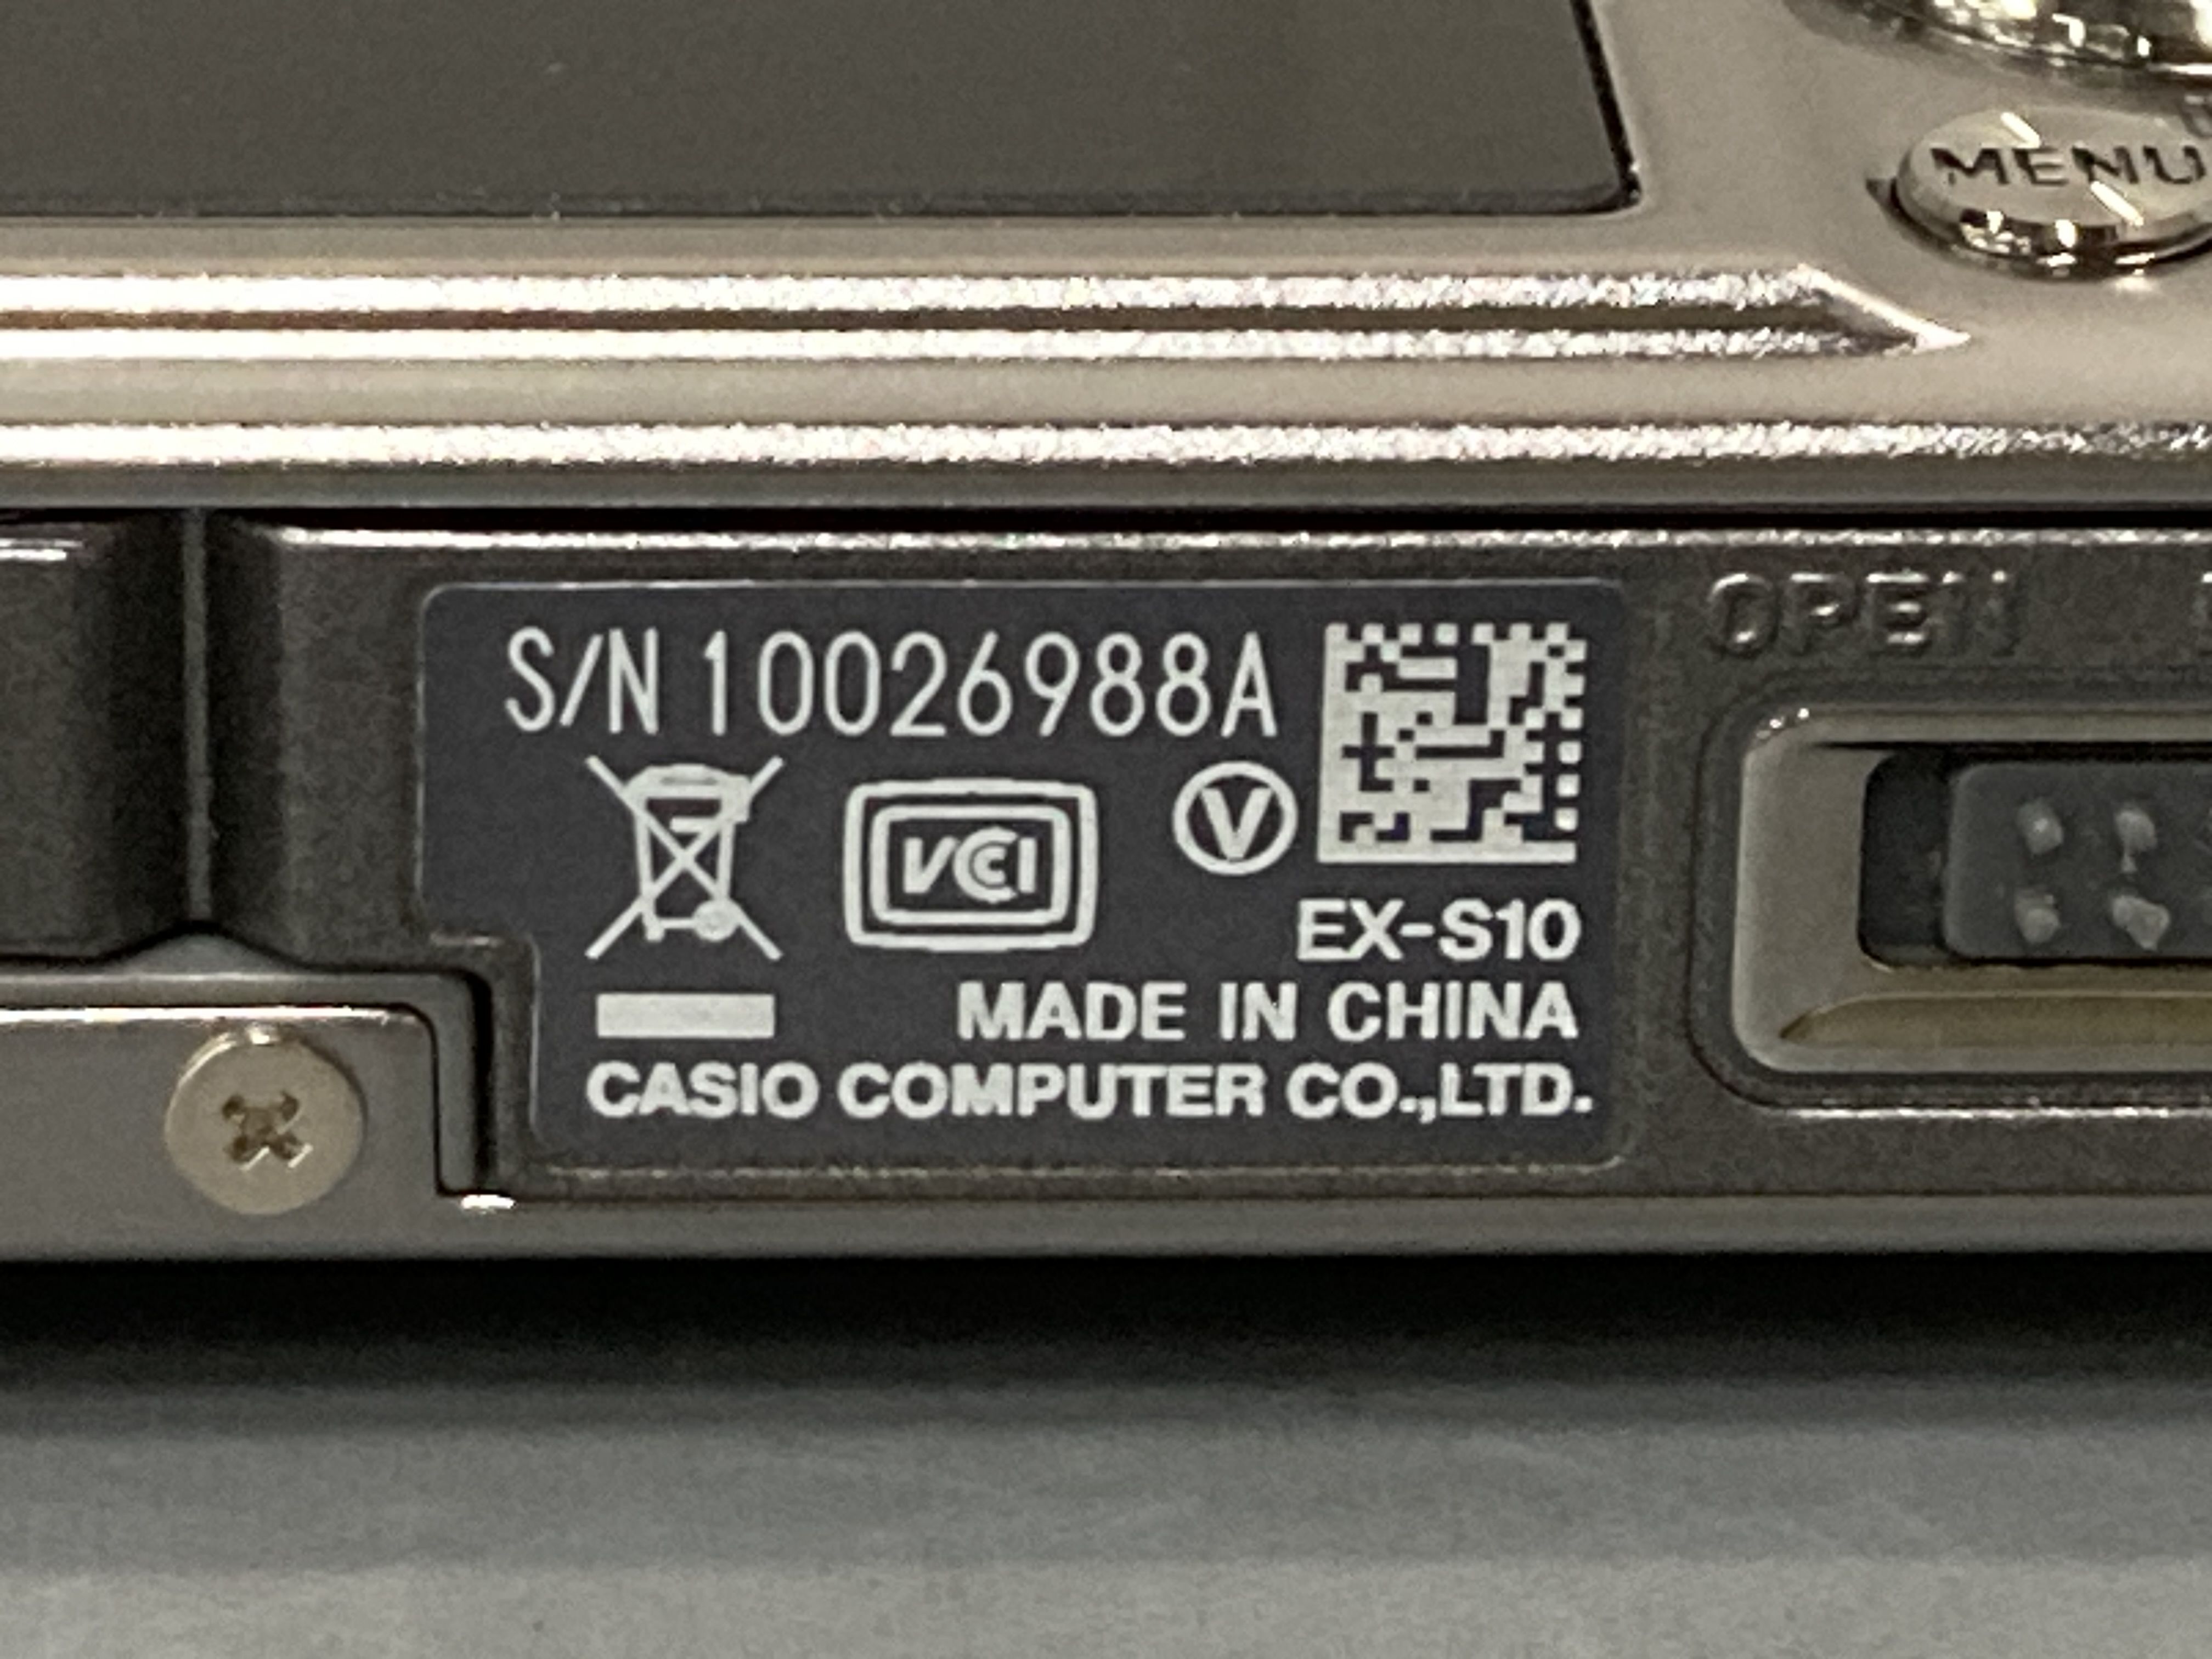 MENU
OPEN
S/N 10026988A
VCI
V
EX-S10
MADE IN CHINA
CASIO COMPUTER CO.,LTD.